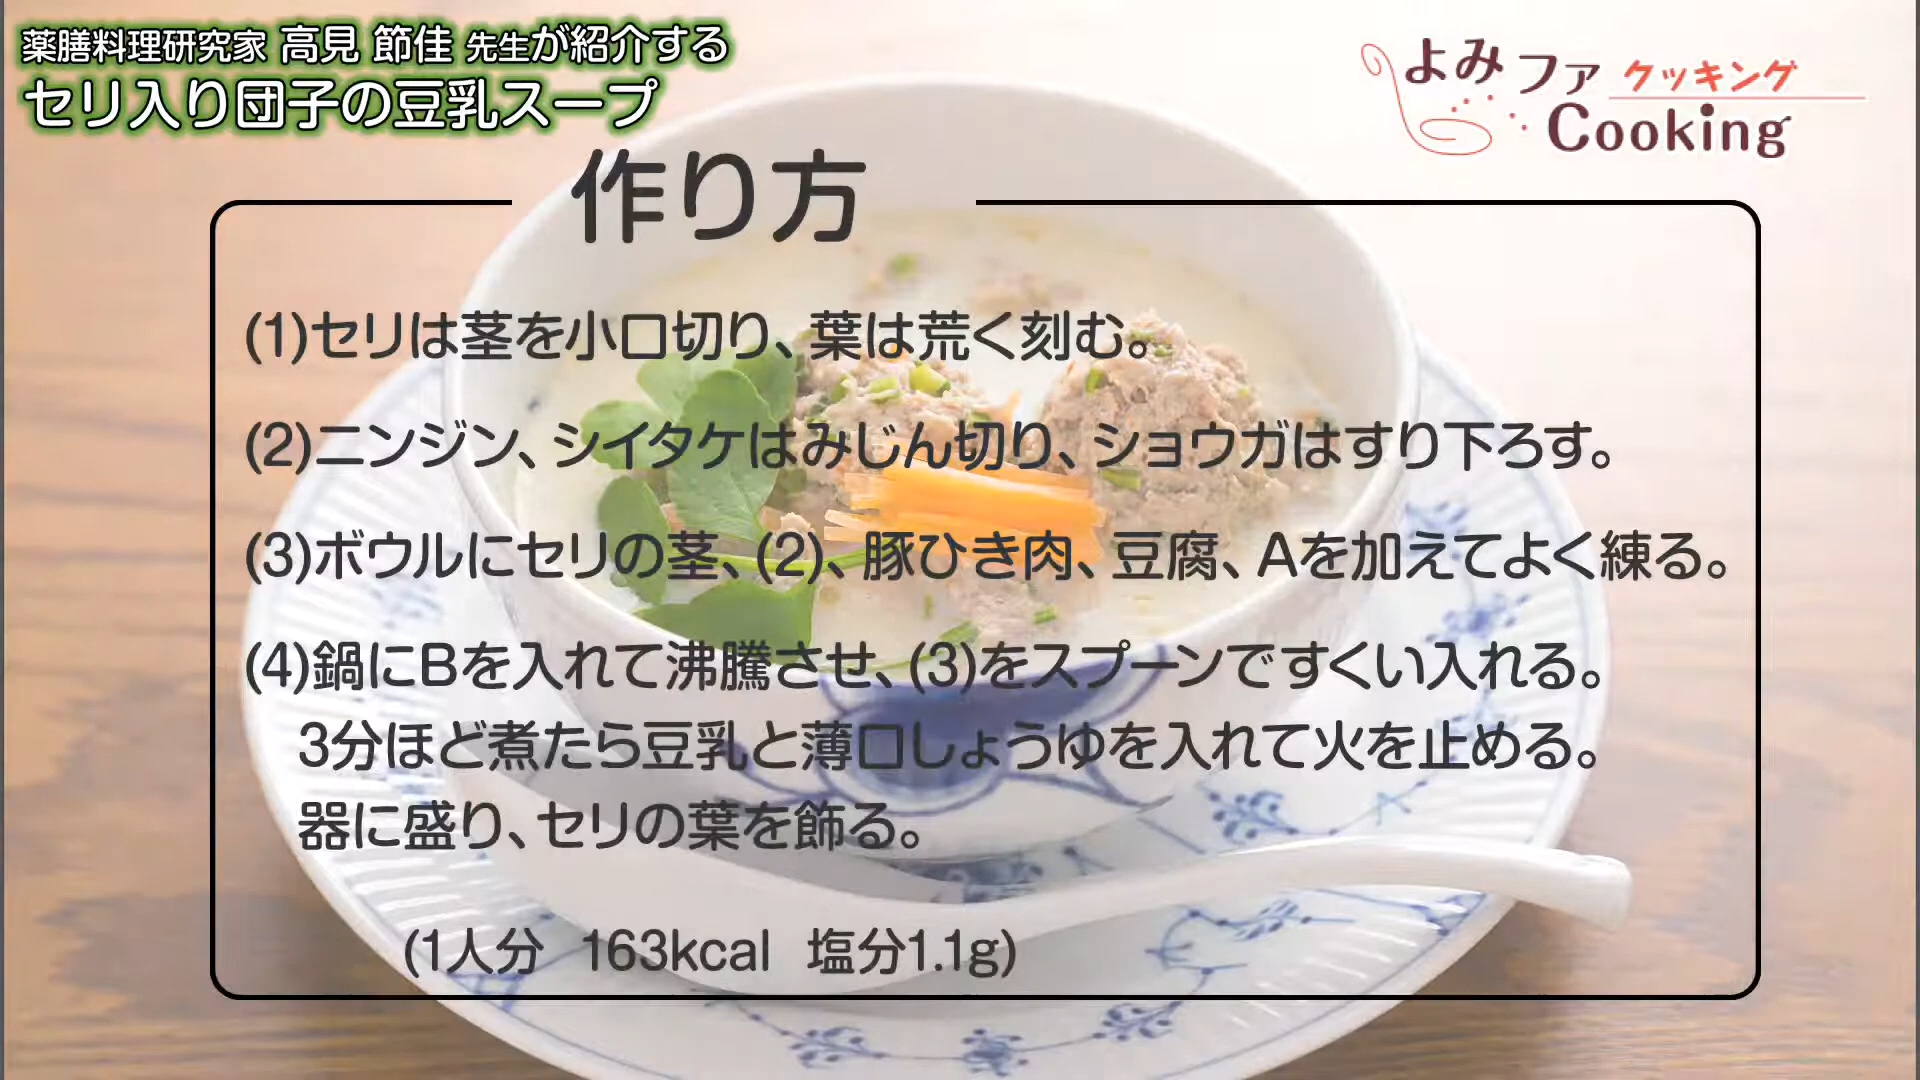 薬膳料理研究家 高見 節佳 先生が紹介する
セリ入り団子の豆乳スープ
よみファクッキング
Cooking
作り方
(1)セリは茎を小口切り、葉は荒く刻む。
(2)ニンジン、シイタケはみじん切り、ショウガはすり下ろす。
(3)ボウルにセリの茎、(2)、豚ひき肉、豆腐、Aを加えてよく練る。
(4)鍋にBを入れて沸騰させ、(3)をスプーンですくい入れる。
3分ほど煮たら豆乳と薄口しょうゆを入れて火を止める。
器に盛り、セリの葉を飾る。
(1人分 163kcal 塩分1.1g)